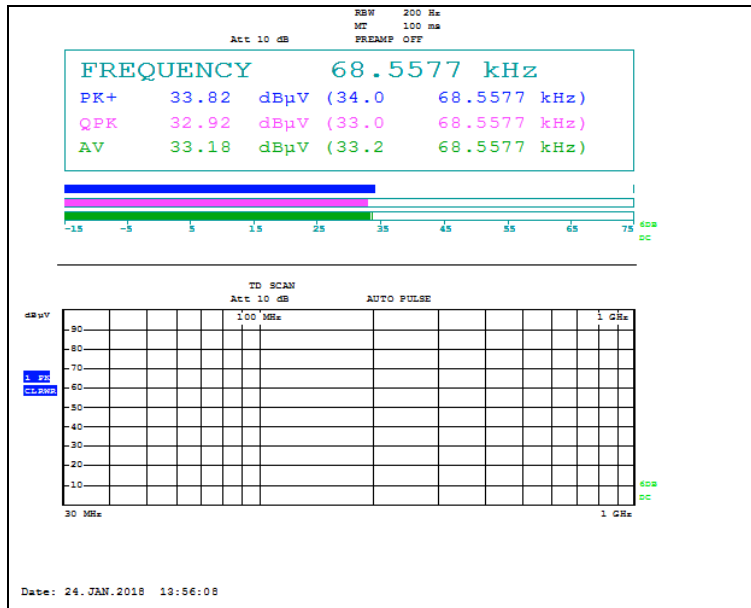 RBW 200 Hz
MT 100 ms
Att 10 dB PREAMP OFF
FREQUENCY 68.5577 kHz
PK+ 33.82 dBµV (34.0 68.5577 kHz)
QPK 32.92 dBµV (33.0 68.5577 kHz)
AV 33.18 dBµV (33.2 68.5577 kHz)
-15 -5 5 15 25 35 45 55 65 75
6DB
DC
TD SCAN
Att 10 dB AUTO PULSE
dBµV
100 MHz 1 GHz
90
80
70
1 PK
60
CLRWR
50
40
30
20
10
6DB
DC
30 MHz 1 GHz
Date: 24.JAN.2018 13:56:08